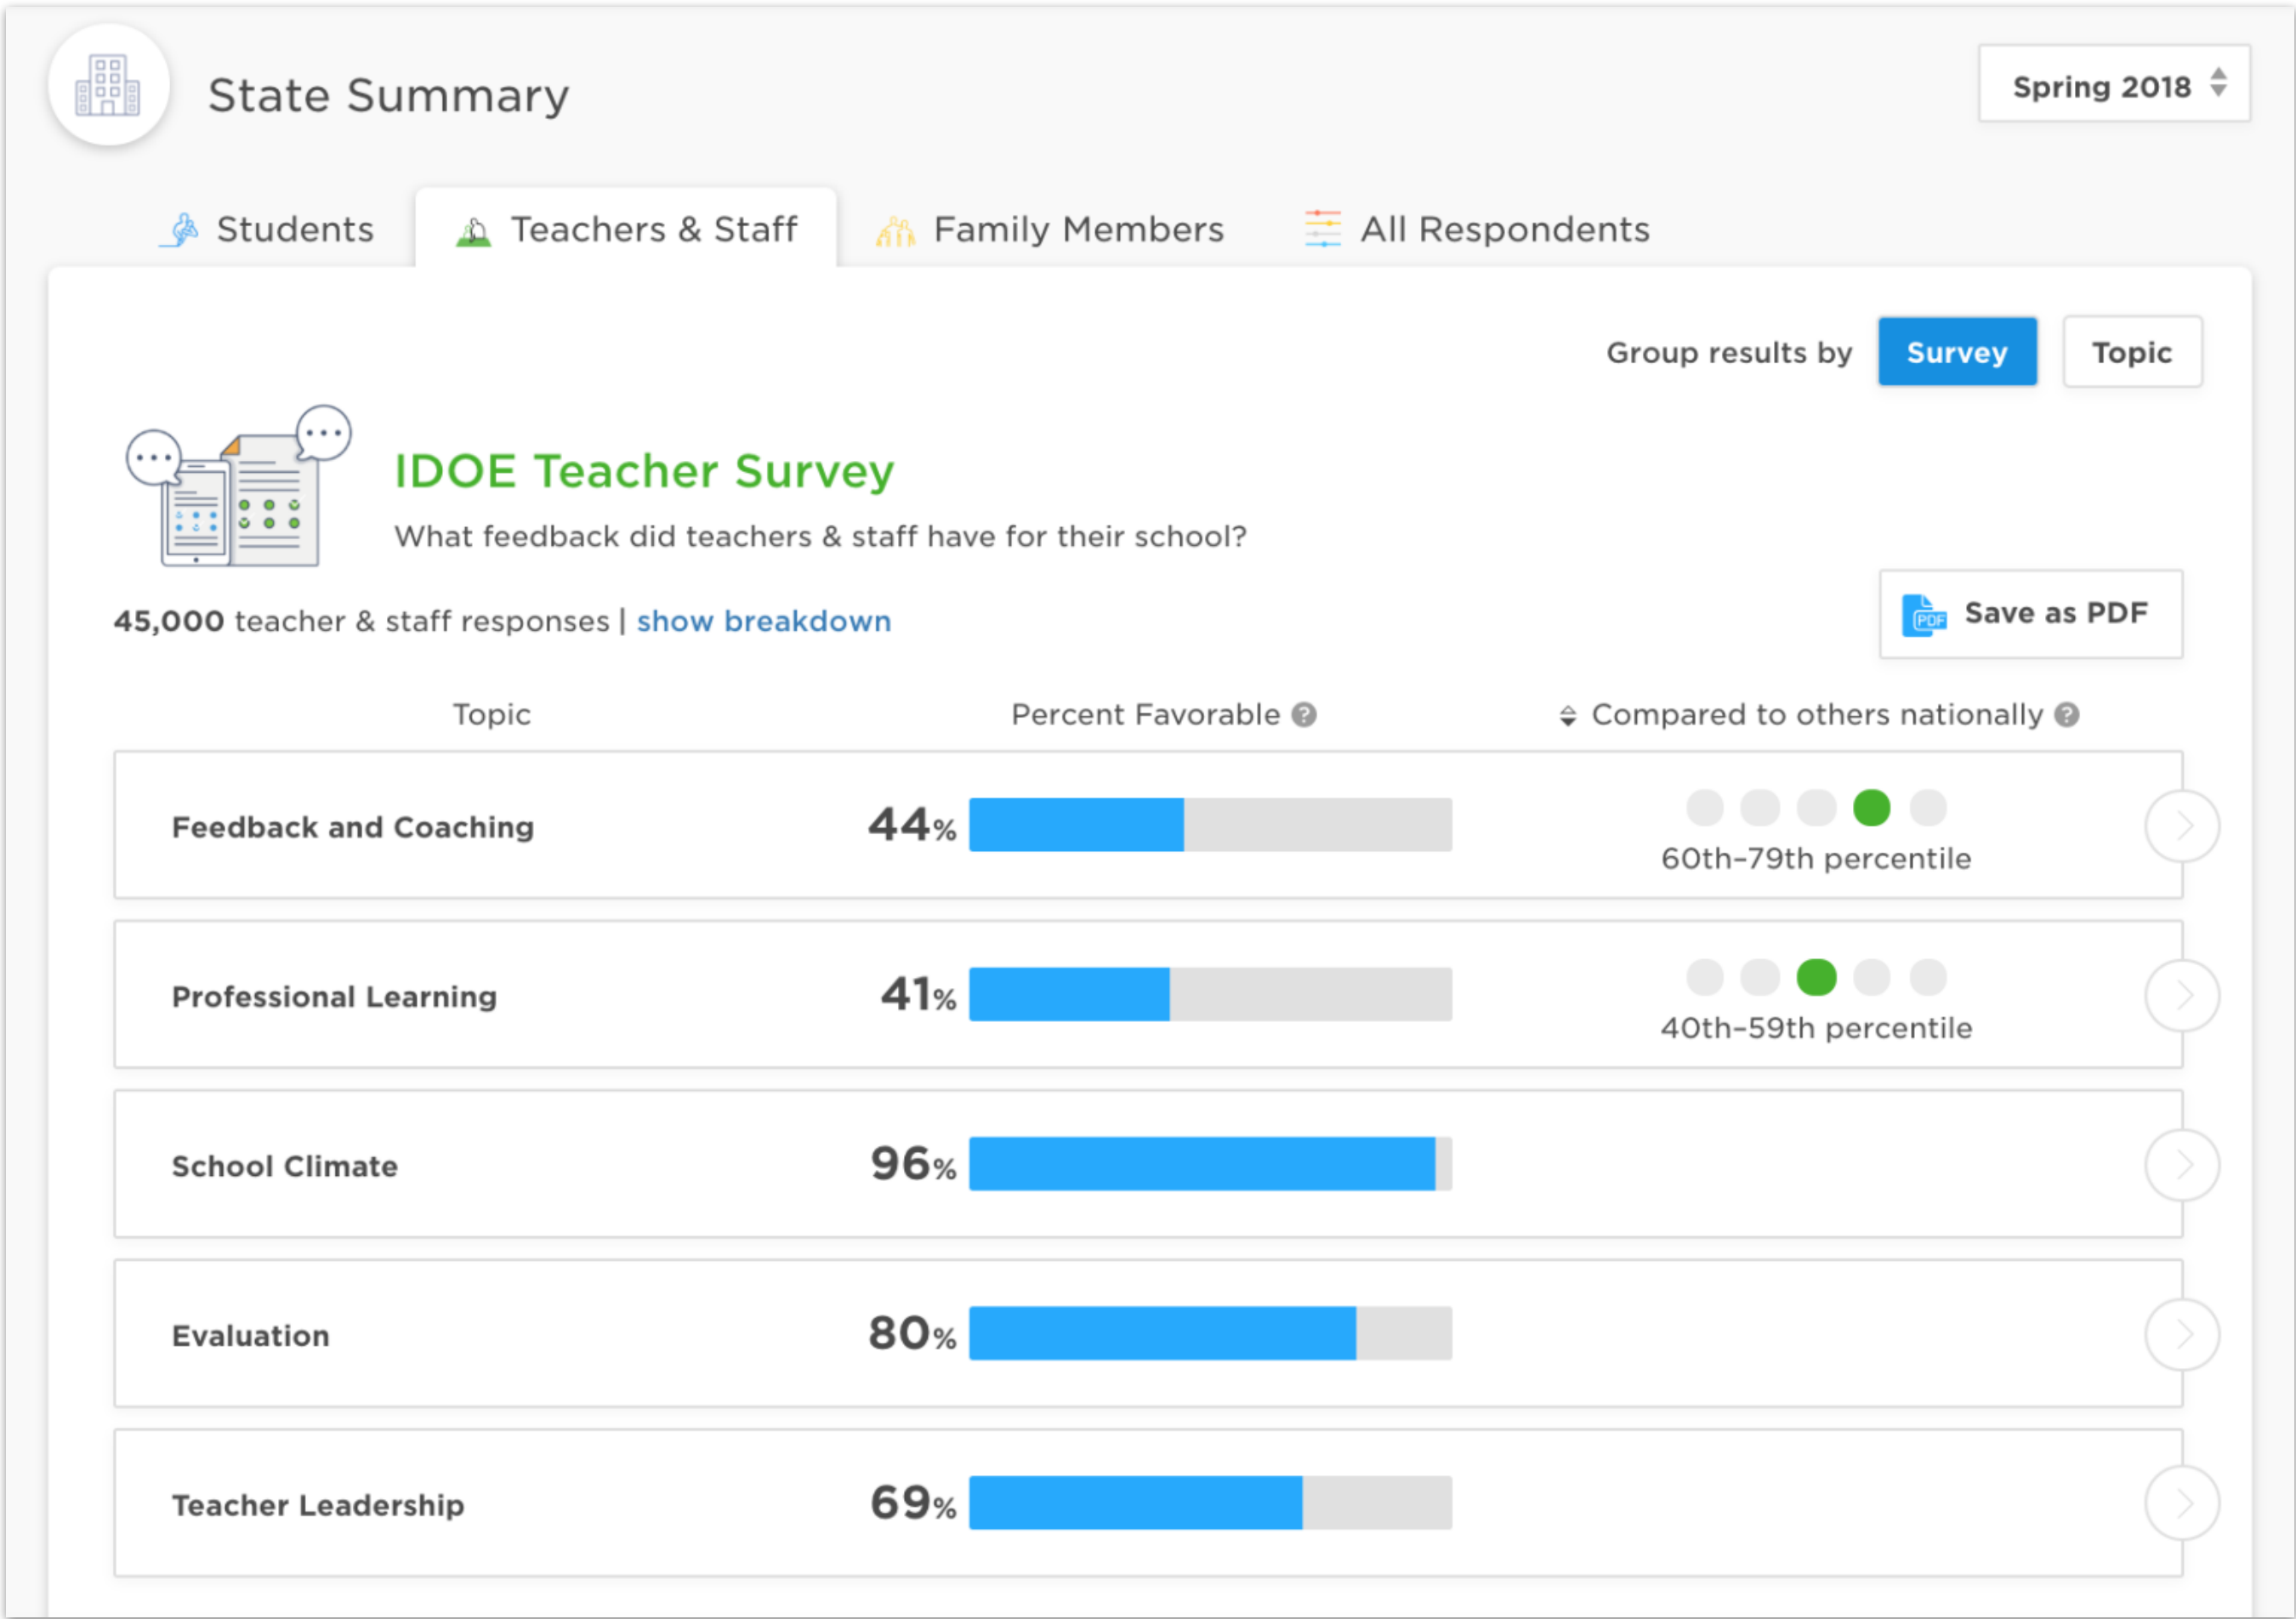 State Summary
Spring 2018
Students
Teachers & Staff
Family Members
All Respondents
Group results by
Survey
Topic
IDOE Teacher Survey
What feedback did teachers & staff have for their school?
45,000 teacher & staff responses | show breakdown
PDF
Save as PDF
Topic
Percent Favorable ?
Compared to others nationally ?
Feedback and Coaching
44%
60th–79th percentile
Professional Learning
41%
40th–59th percentile
School Climate
96%
Evaluation
80%
Teacher Leadership
69%